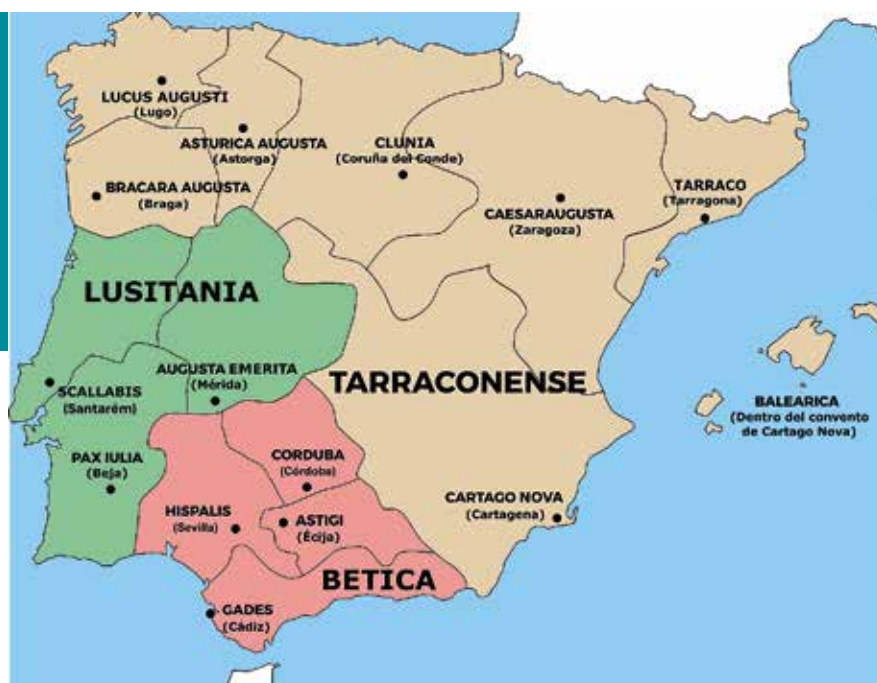 LUCUS AUGUSTI
(Lugo)
ASTURICA AUGUSTA
(Astorga)
CLUNIA
(Coruña del Conde)
BRACARA AUGUSTA
(Braga)
CAESARAUGUSTA
(Zaragoza)
TARRACO
(Tarragona)
LUSITANIA
AUGUSTA EMERITA
(Mérida)
SCALLABIS
(Santarém)
TARRACONENSE
BALEARICA
(Dentro del convento
de Cartago Nova)
PAX IULIA
(Beja)
CORDUBA
(Córdoba)
HISPALIS
(Sevilla)
ASTIGI
(Écija)
CARTAGO NOVA
(Cartagena)
BETICA
GADES
(Cádiz)